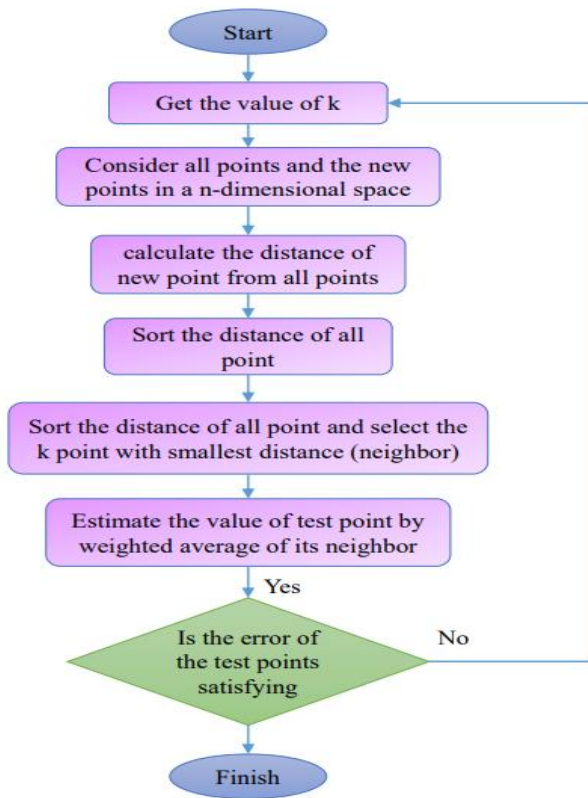 Start
Get the value of k
Consider all points and the new
points in a n-dimensional space
calculate the distance of
new point from all points
Sort the distance of all
point
Sort the distance of all point and select the
k point with smallest distance (neighbor)
Estimate the value of test point by
weighted average of its neighbor
Yes
Is the error of
the test points
satisfying
No
Finish